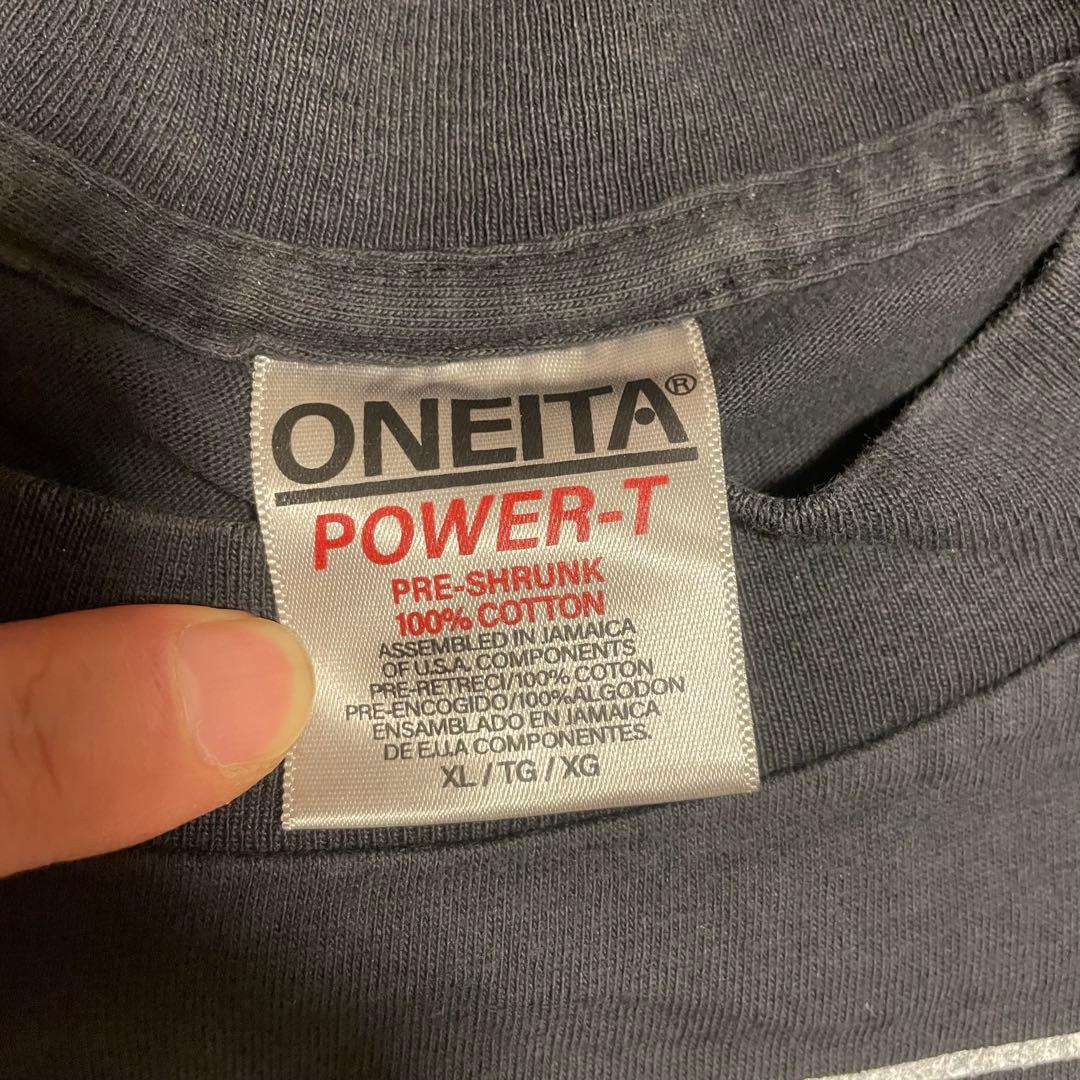 ONEITA®
POWER-T
PRE-SHRUNK
100% COTTON
ASSEMBLED IN JAMAICA
OF U.S.A. COMPONENTS
PRE-RETRECI/100% COTON
PRE-ENCOGIDO/100%ALGODON
ENSAMBLADO EN JAMAICA
DE E.U.A COMPONENTES.
XL / TG / XG